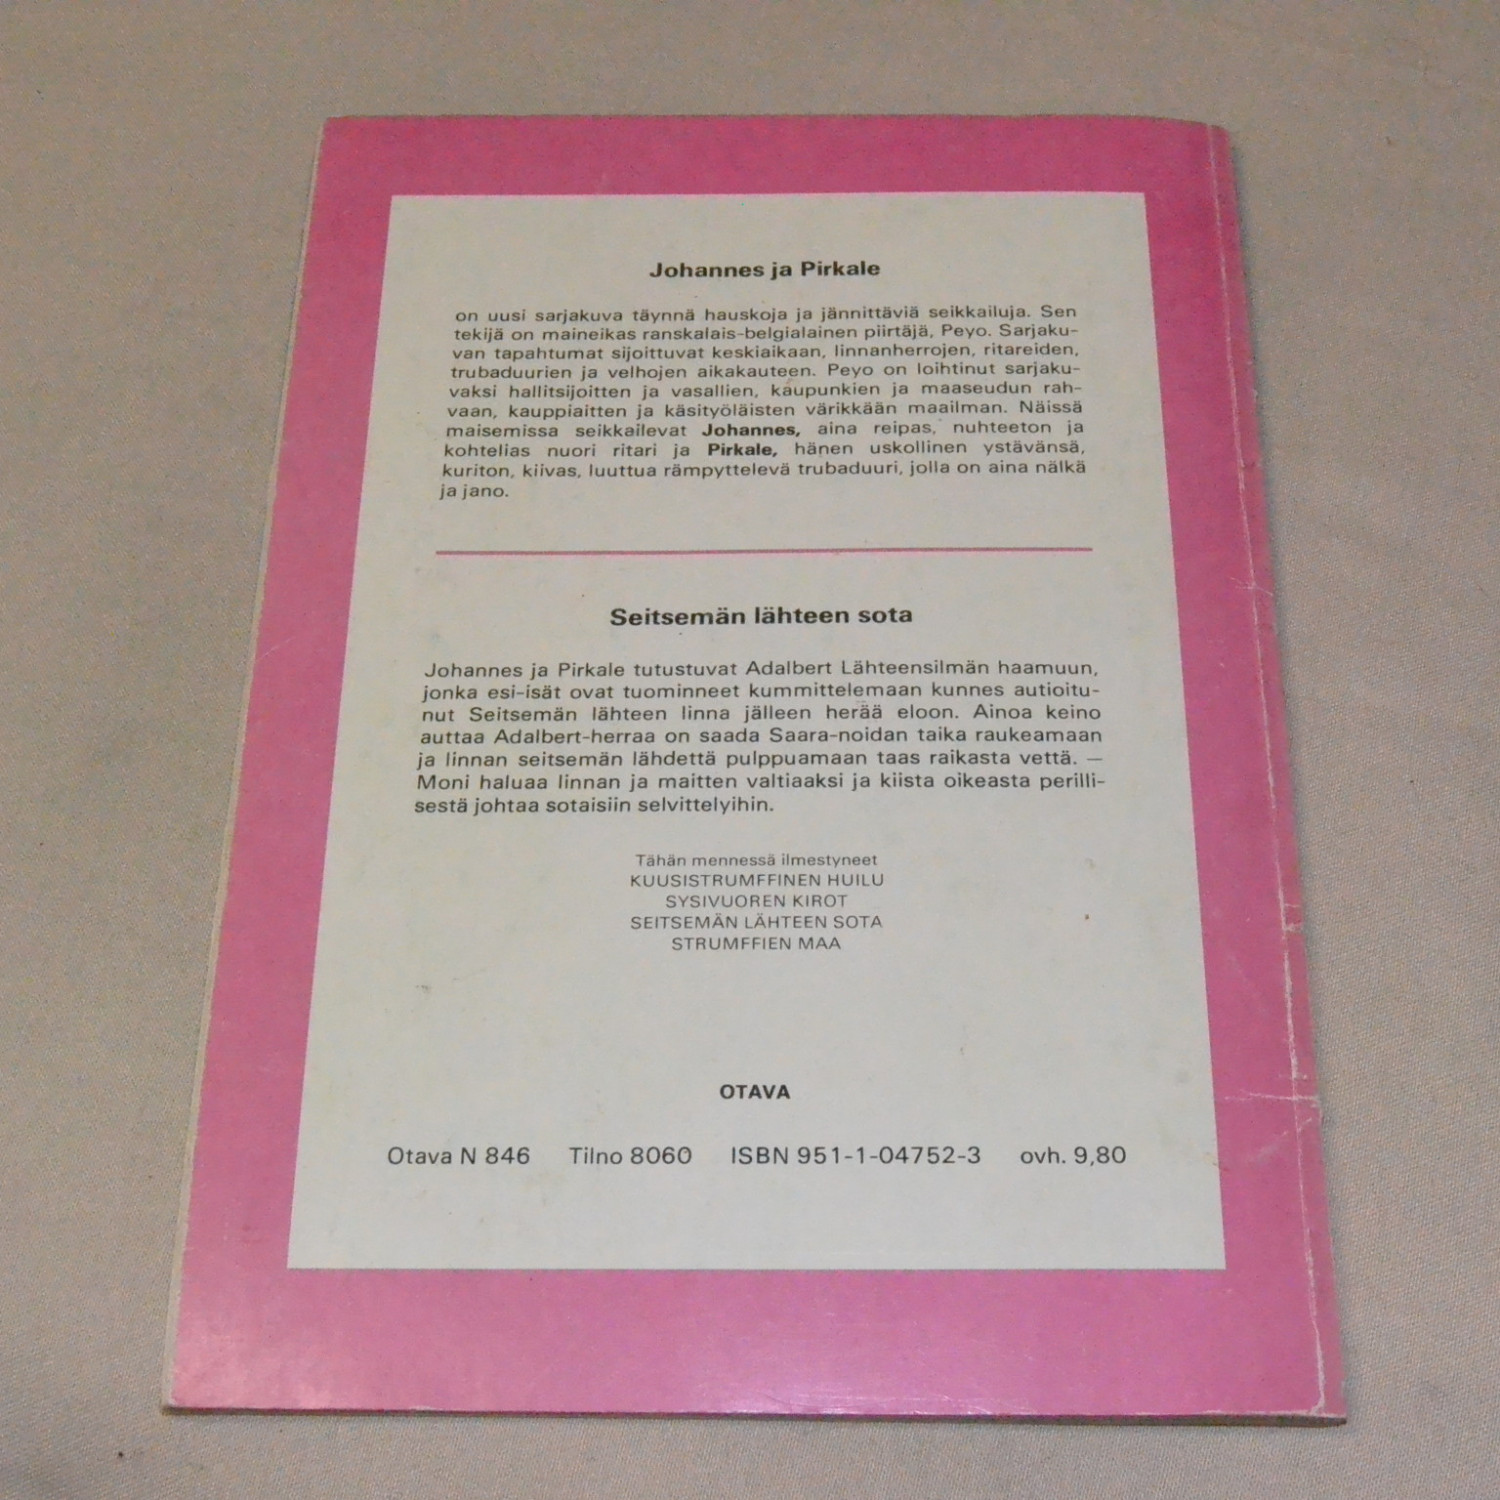 Johannes ja Pirkale
on uusi sarjakuva täynnä hauskoja ja jännittäviä seikkailuja. Sen
tekijä on maineikas ranskalais-belgialainen piirtäjä, Peyo. Sarjaku-
van tapahtumat sijoittuvat keskiaikaan, linnanherrojen, ritareiden,
trubaduurien ja velhojen aikakauteen. Peyo on loihtinut sarjaku-
vaksi hallitsijoitten ja vasallien, kaupunkien ja maaseudun rah-
vaan, kauppiaitten ja käsityöläisten värikkään maailman. Näissä
maisemissa seikkailevat Johannes, aina reipas, nuhteeton ja
kohtelias nuori ritari ja Pirkale, hänen uskollinen ystävänsä,
kuriton, kiivas, luuttua rämpyttelevä trubaduuri, jolla on aina nälkä
ja jano.
Seitsemän lähteen sota
Johannes ja Pirkale tutustuvat Adalbert Lähteensilmän haamuun,
jonka esi-isät ovat tuominneet kummittelemaan kunnes autioitu-
nut Seitsemän lähteen linna jälleen herää eloon. Ainoa keino
auttaa Adalbert-herraa on saada Saara-noidan taika raukeamaan
ja linnan seitsemän lähdettä pulppuamaan taas raikasta vettä. —
Moni haluaa linnan ja maitten valtiaaksi ja kiista oikeasta perilli-
sestä johtaa sotaisiin selvittelyihin.
Tähän mennessä ilmestyneet
KUUSISTRUMFFINEN HUILU
SYSIVUOREN KIROT
SEITSEMÄN LÄHTEEN SOTA
STRUMFFIEN MAA
OTAVA
Otava N 846 Tilno 8060 ISBN 951-1-04752-3 ovh. 9,80